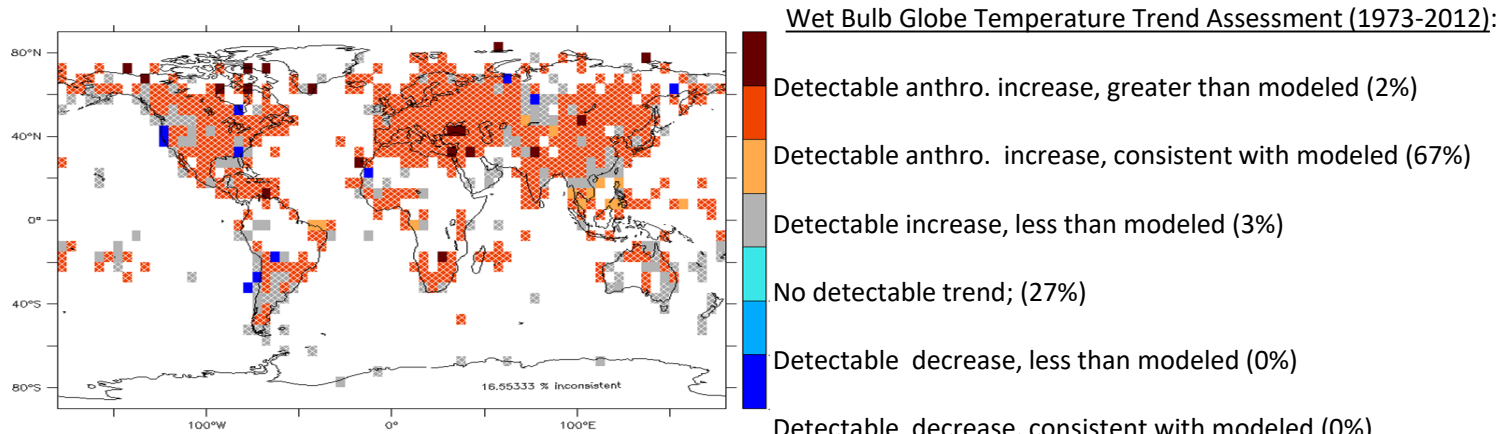 Wet Bulb Globe Temperature Trend Assessment (1973-2012):
80°N
40°N
0°
40°S
80°S
100°W
0°
100°E
16.55333 % inconsistent
Detectable anthro. increase, greater than modeled (2%)
Detectable anthro.  increase, consistent with modeled (67%)
Detectable increase, less than modeled (3%)
No detectable trend; (27%)
Detectable  decrease, less than modeled (0%)
Detectable  decrease, consistent with modeled (0%)